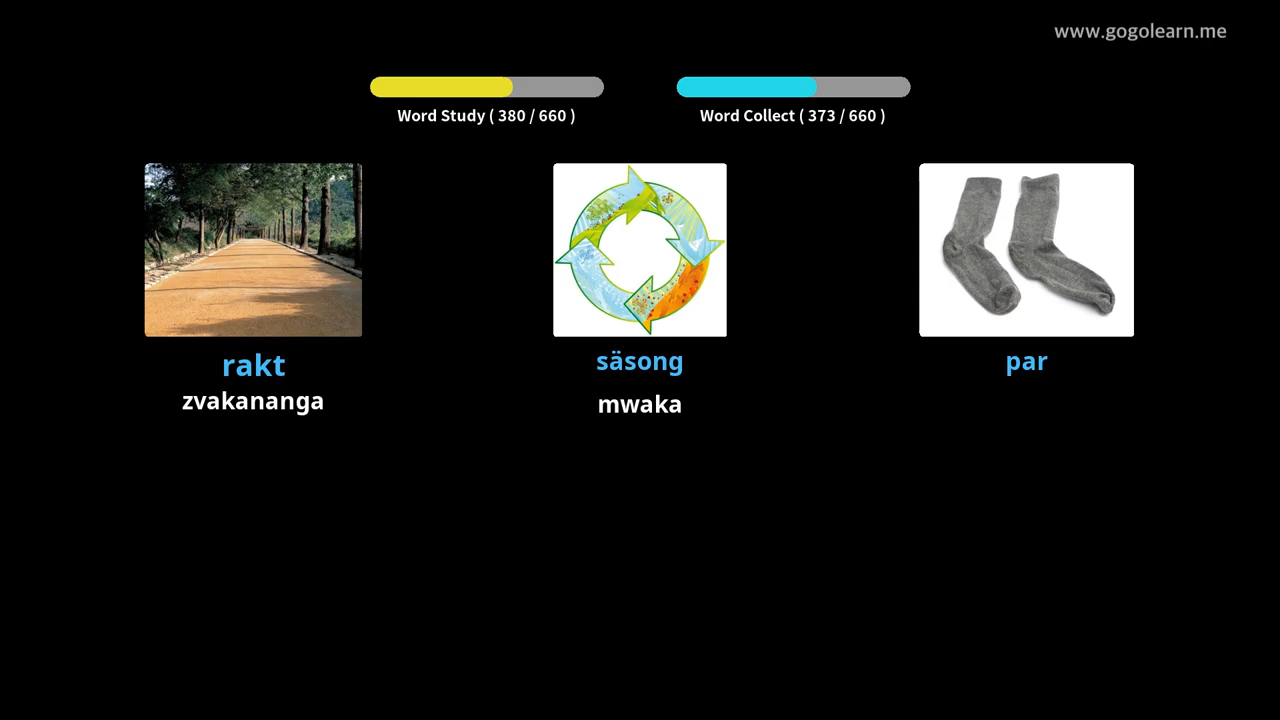 www.gogolearn.me
Word Study ( 380 / 660 )
Word Collect ( 373 / 660 )
rakt
zvakananga
säsong
mwaka
par